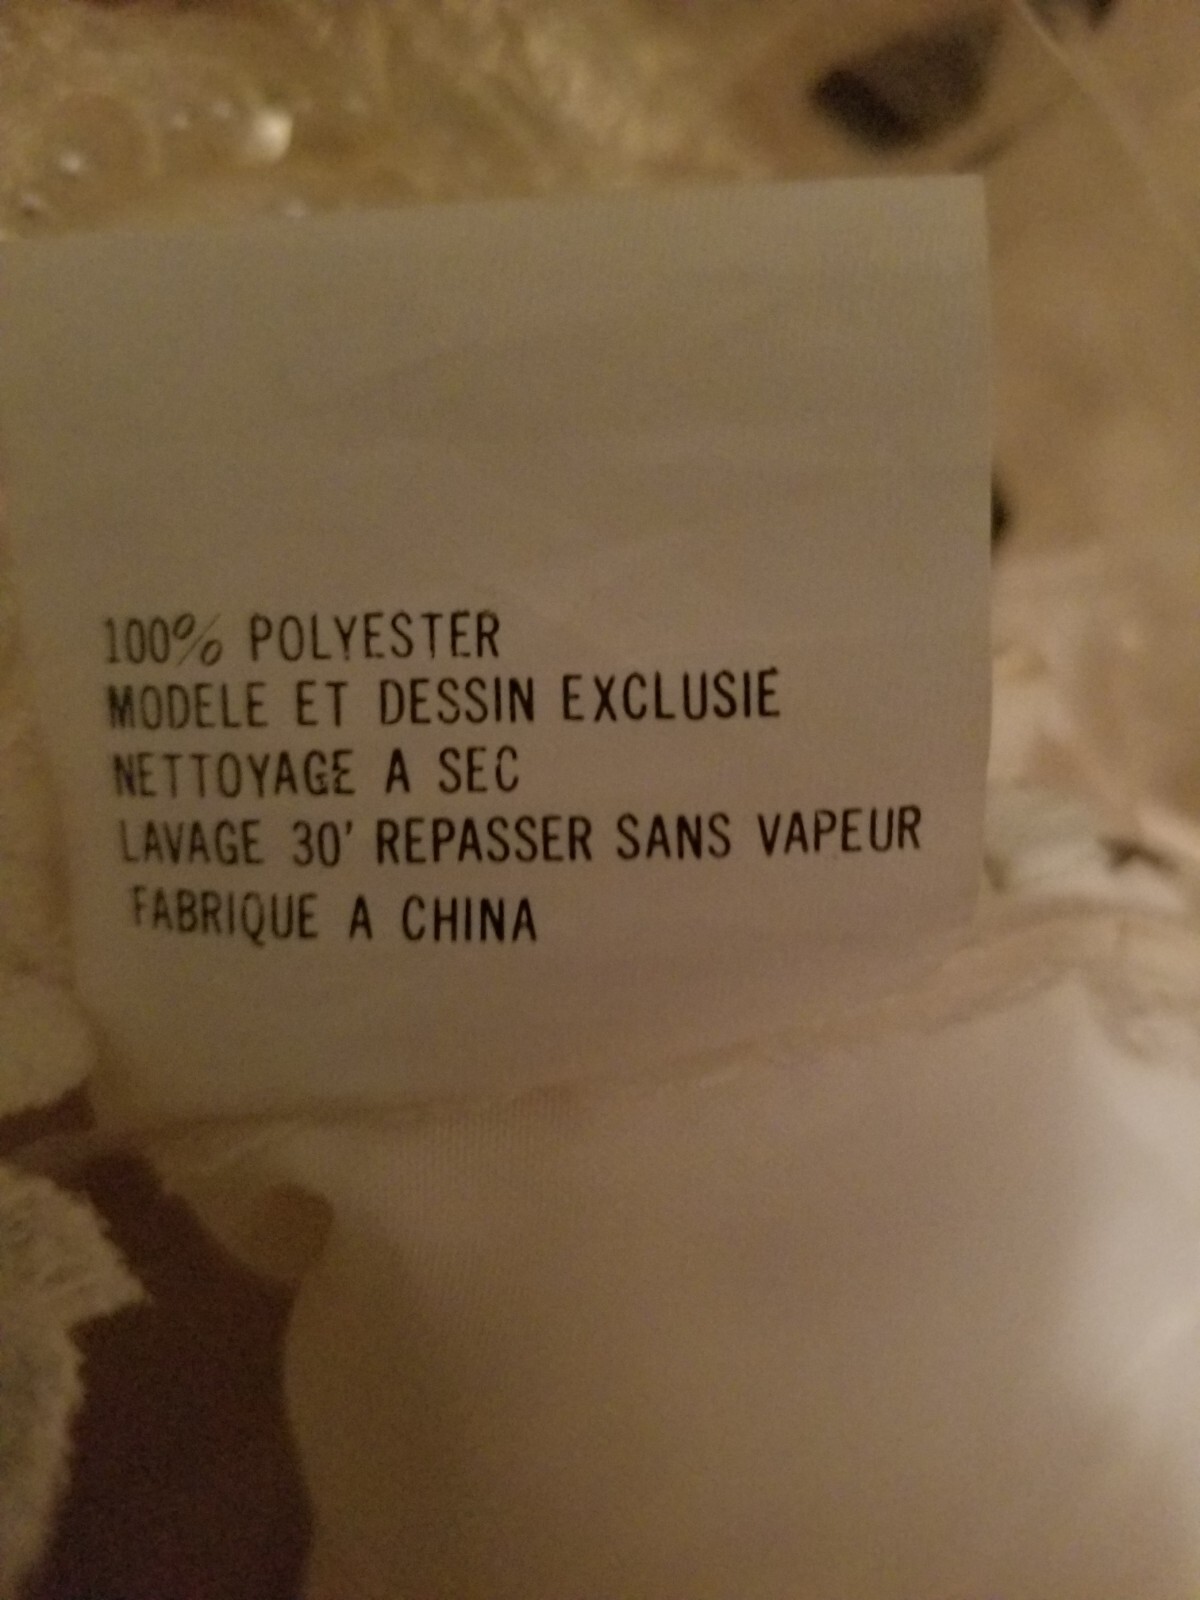 100% POLYESTER
MODELE ET DESSIN EXCLUSIE
NETTOYAGE A SEC
LAVAGE 30' REPASSER SANS VAPEUR
FABRIQUE A CHINA